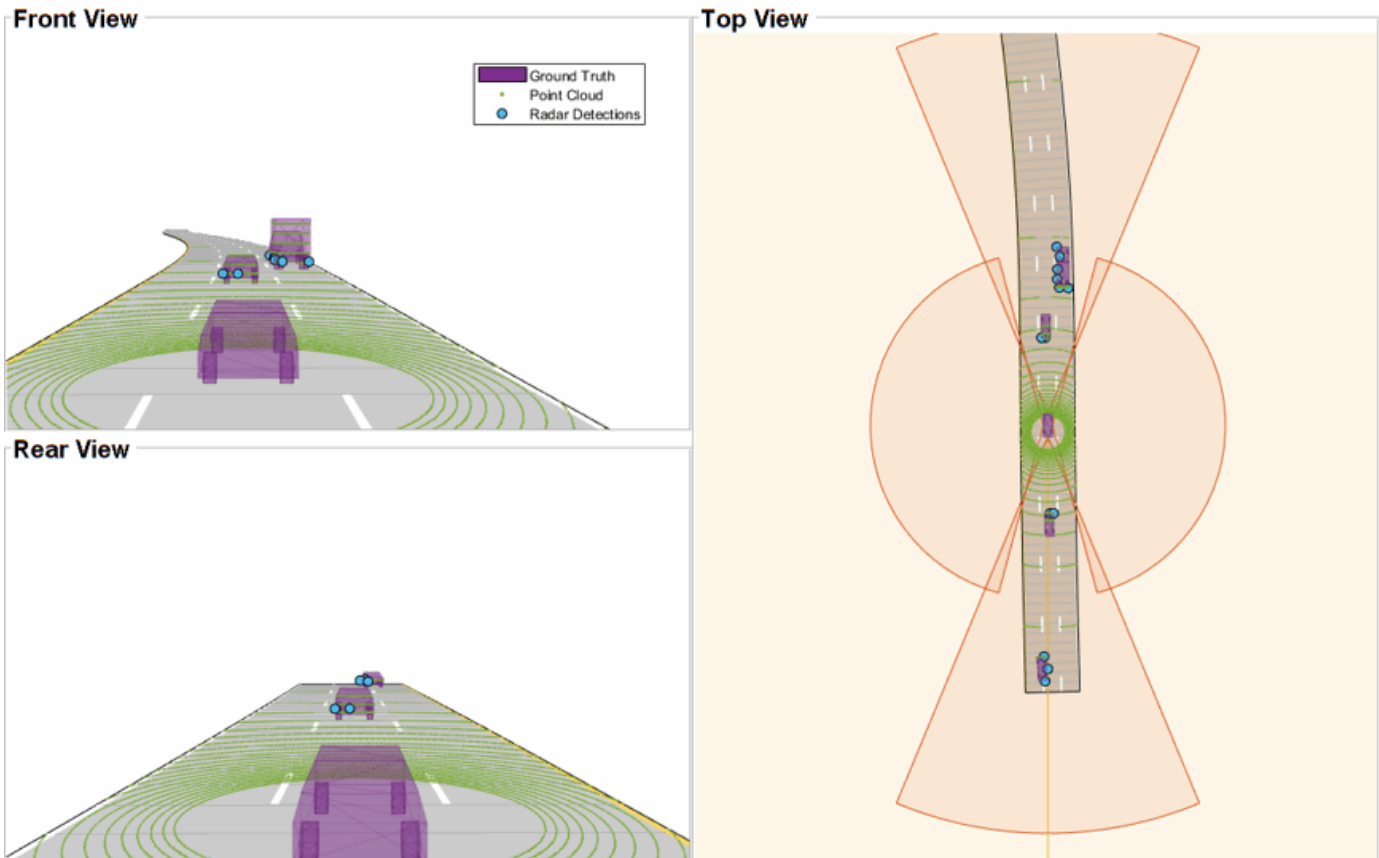 Front View
Ground Truth
Point Cloud
Radar Detections
Rear View
Top View